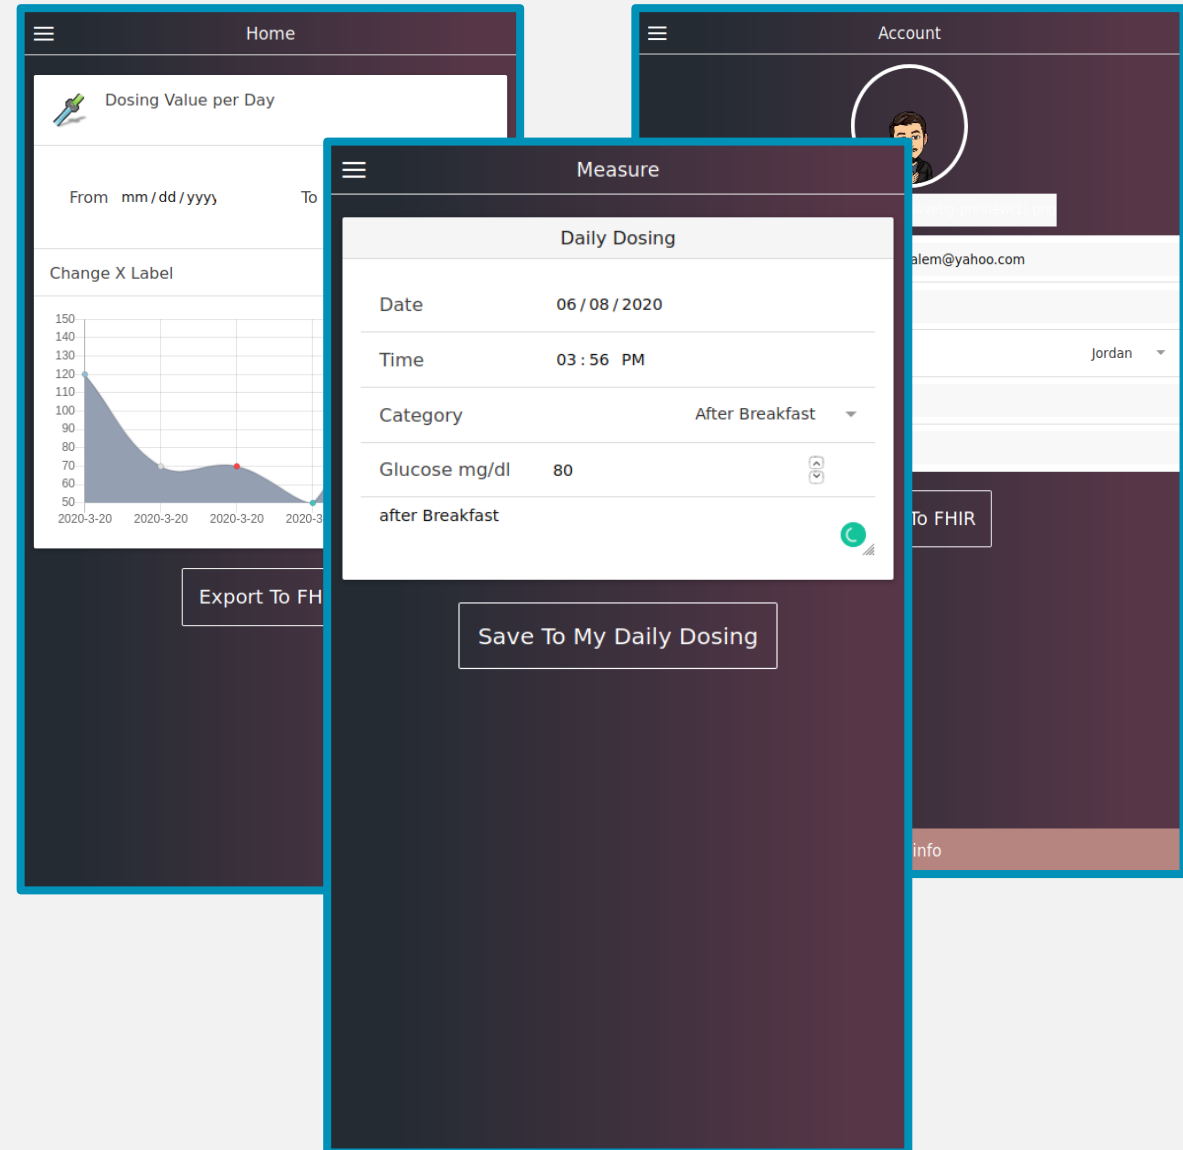 Home
Dosing Value per Day
From mm/dd/yyyy
To
Change X Label
150
140
130
120
110
100
90
80
70
60
50
2020-3-20 2020-3-20 2020-3-20 2020-3
Export To FH
Measure
Daily Dosing
Date 06/08/2020
Time 03:56 PM
Category After Breakfast
Glucose mg/dl 80
after Breakfast
Save To My Daily Dosing
Account
alem@yahoo.com
Jordan
To FHIR
info